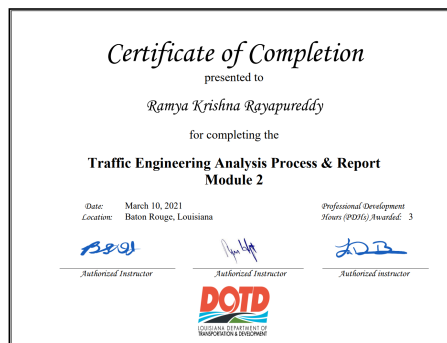 Certificate of Completion
presented to
Ramya Krishna Rayapureddy
for completing the
Traffic Engineering Analysis Process & Report
Module 2
Date: March 10, 2021
Location: Baton Rouge, Louisiana
Professional Development
Hours (PDHs) Awarded: 3
Authorized Instructor
Authorized Instructor
Authorized instructor
DOTD
LOUISIANA DEPARTMENT OF
TRANSPORTATION & DEVELOPMENT